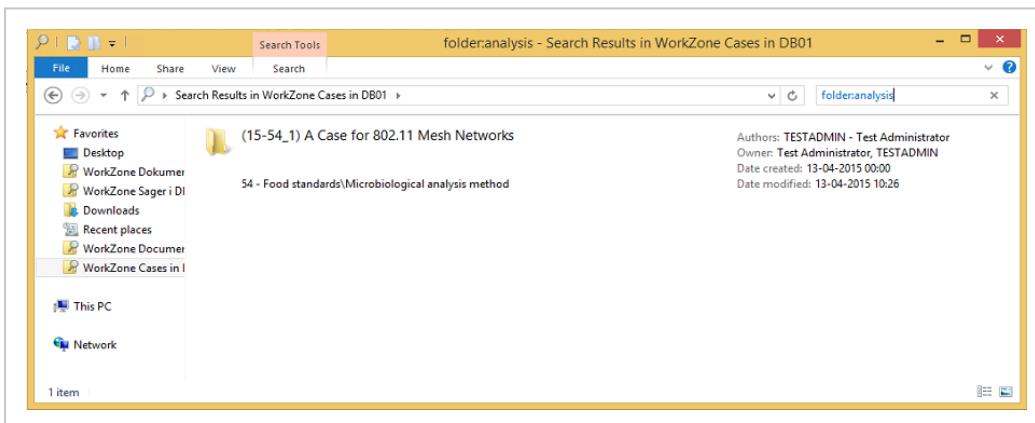 Search Tools
folder:analysis - Search Results in WorkZone Cases in DB01
File Home Share View Search
Search Results in WorkZone Cases in DB01
folder:analysis
Favorites
Desktop
WorkZone Dokumer
WorkZone Sager i DI
Downloads
Recent places
WorkZone Documer
WorkZone Cases in I
This PC
Network
(15-54_1) A Case for 802.11 Mesh Networks
54 - Food standards\Microbiological analysis method
Authors: TESTADMIN - Test Administrator
Owner: Test Administrator, TESTADMIN
Date created: 13-04-2015 00:00
Date modified: 13-04-2015 10:26
1 item